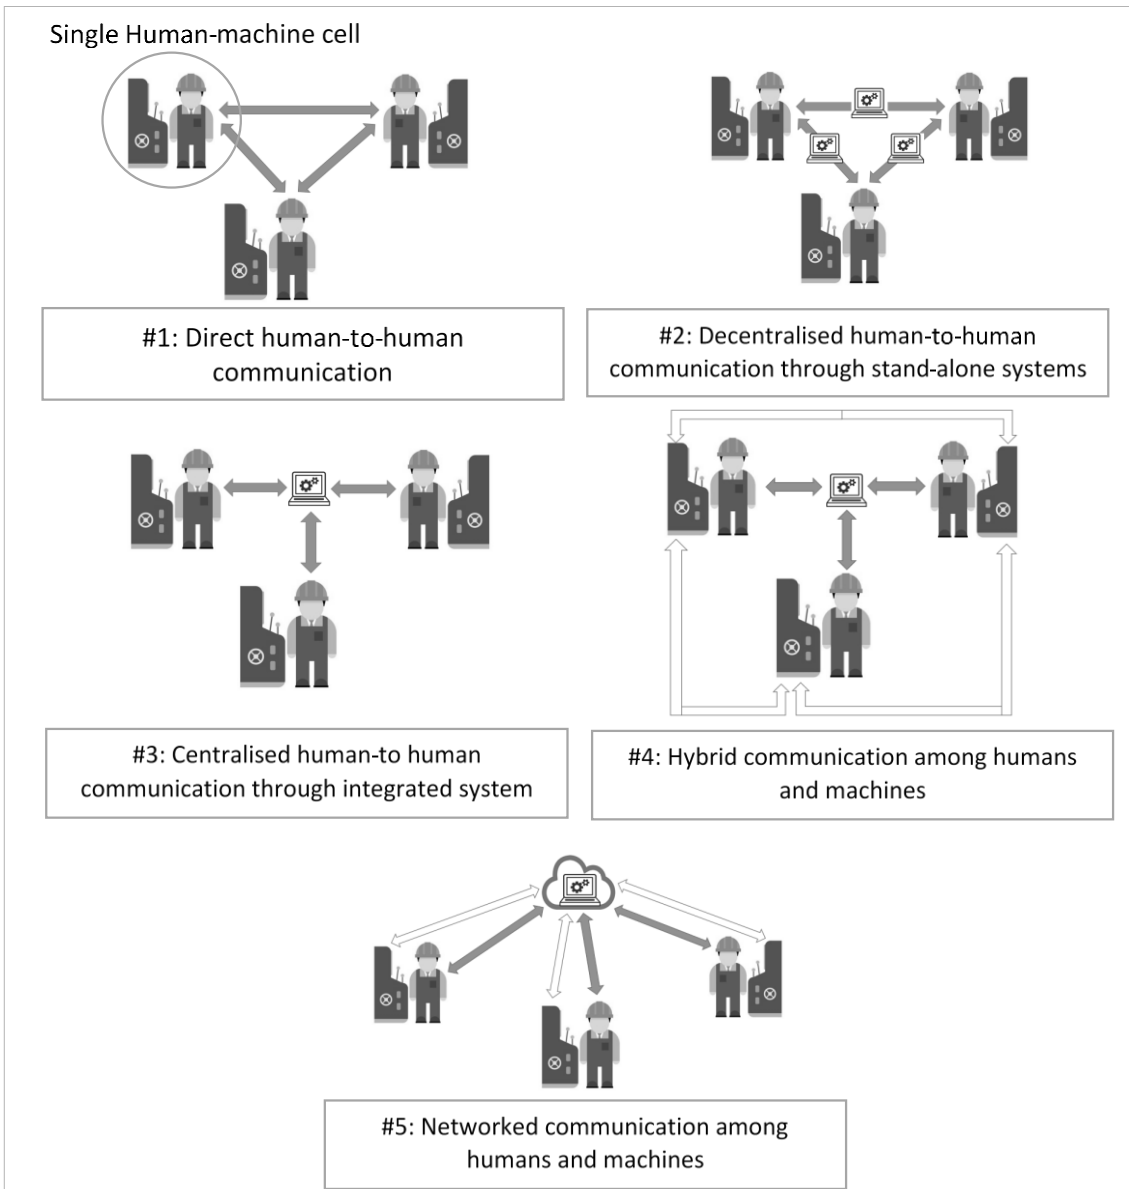 Single Human-machine cell
#1: Direct human-to-human
communication
#2: Decentralised human-to-human
communication through stand-alone systems
#3: Centralised human-to human
communication through integrated system
#4: Hybrid communication among humans
and machines
#5: Networked communication among
humans and machines